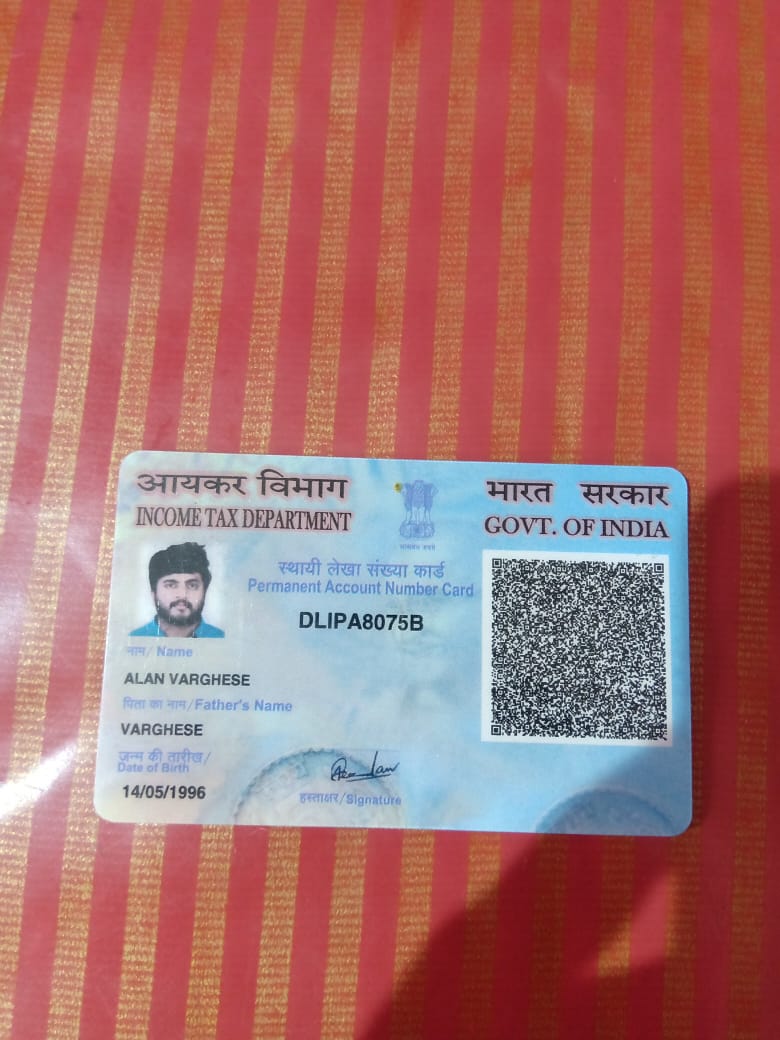 आयकर विभाग
INCOME TAX DEPARTMENT
भारत सरकार
GOVT. OF INDIA
सत्यमेव जयते
स्थायी लेखा संख्या कार्ड
Permanent Account Number Card
DLIPA8075B
नाम/ Name
ALAN VARGHESE
पिता का नाम/Father's Name
VARGHESE
जन्म की तारीख/
Date of Birth
14/05/1996
हस्ताक्षर/Signature